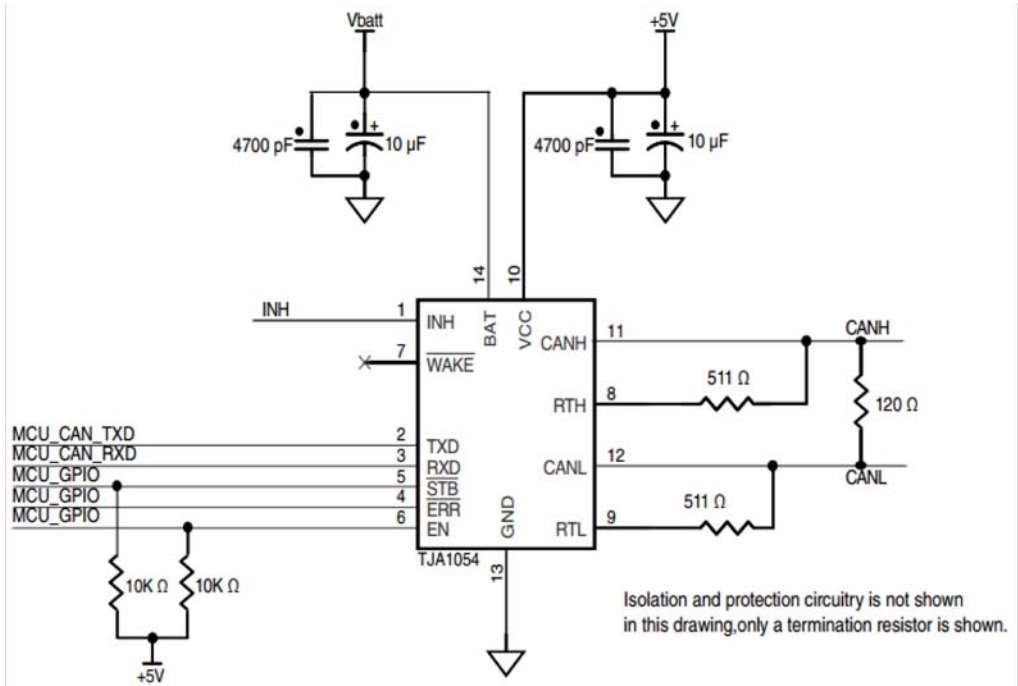 Vbatt
+5V
4700 pF
+
10 µF
4700 pF
+
10 µF
14
10
INH
1
INH
BAT
VCC
CANH
11
CANH
7
WAKE
511 Ω
RTH
8
120 Ω
MCU_CAN_TXD
2
TXD
MCU_CAN_RXD
3
RXD
CANL
12
CANL
MCU_GPIO
5
STB
MCU_GPIO
4
ERR
MCU_GPIO
6
EN
GND
511 Ω
RTL
9
TJA1054
13
10K Ω
10K Ω
+5V
Isolation and protection circuitry is not shown
in this drawing,only a termination resistor is shown.